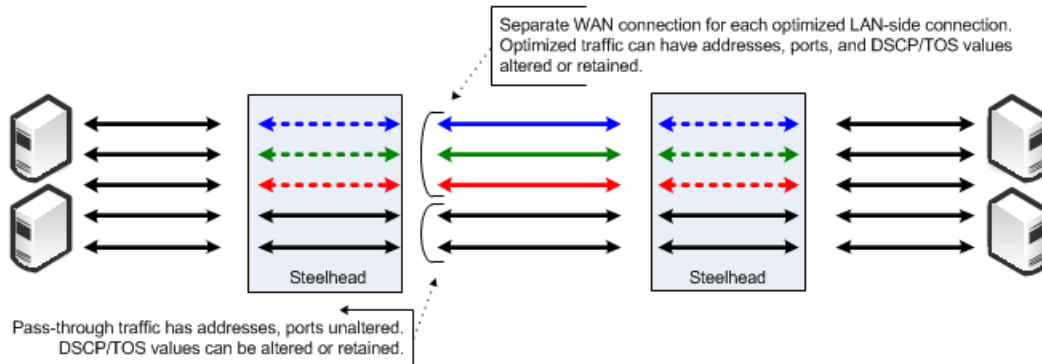 Separate WAN connection for each optimized LAN-side connection.
Optimized traffic can have addresses, ports, and DSCP/TOS values
altered or retained.
Steelhead
Steelhead
Pass-through traffic has addresses, ports unaltered.
DSCP/TOS values can be altered or retained.